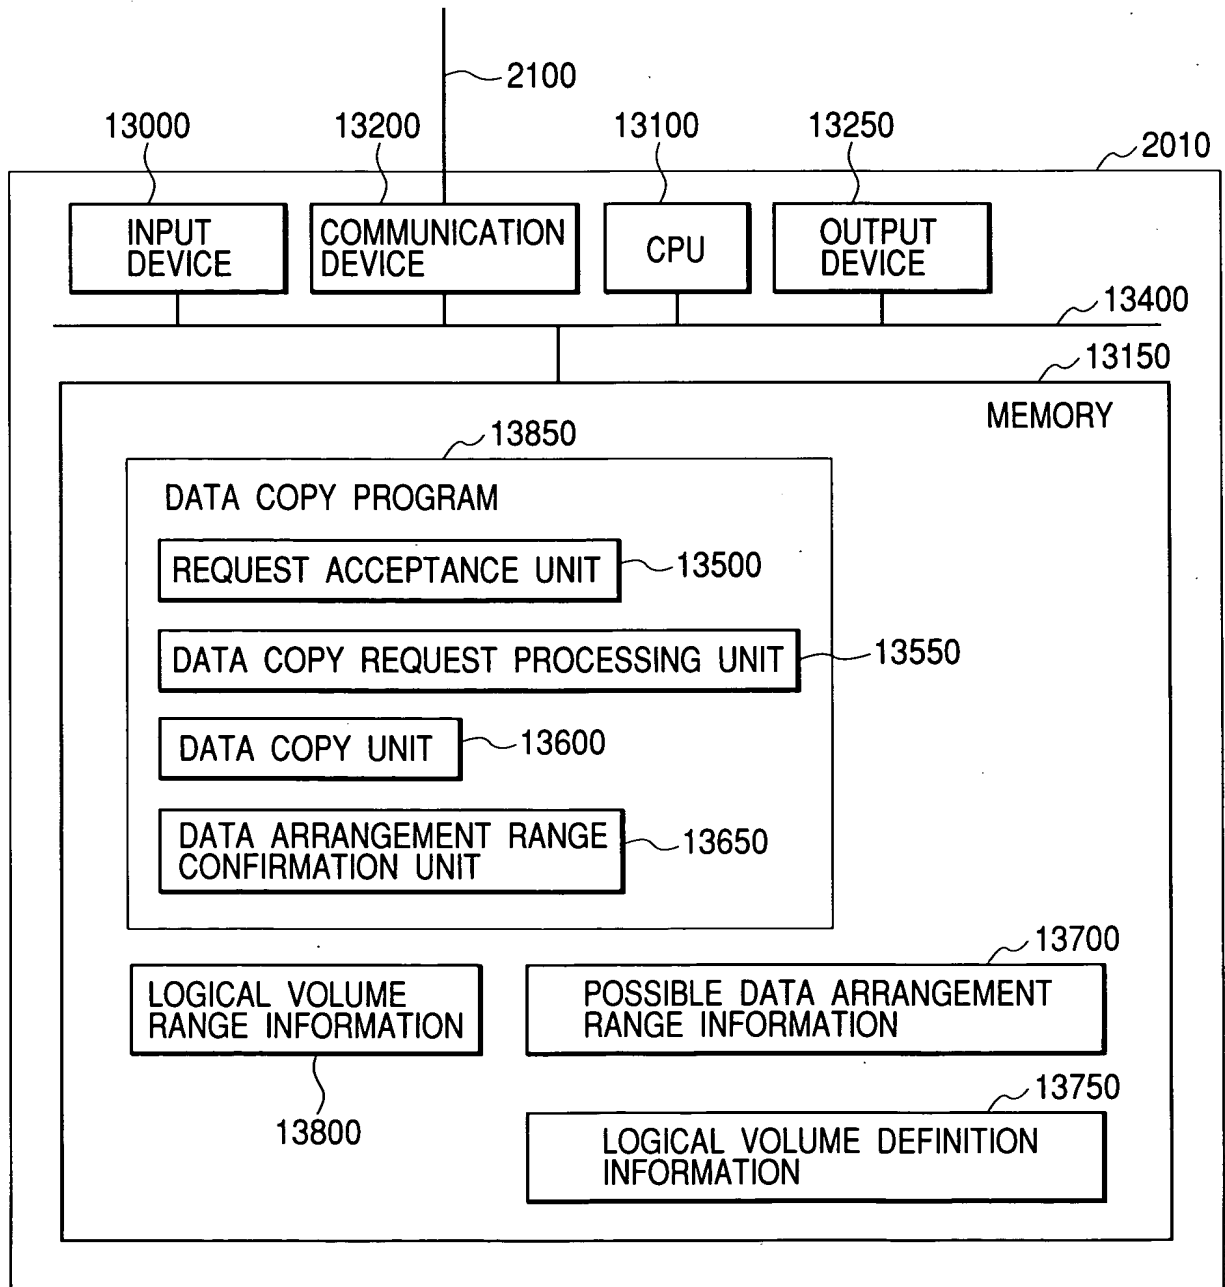 2100
13000
13200
13100
13250
2010
INPUT
DEVICE
COMMUNICATION
DEVICE
CPU
OUTPUT
DEVICE
13400
13150
MEMORY
13850
DATA COPY PROGRAM
REQUEST ACCEPTANCE UNIT
13500
DATA COPY REQUEST PROCESSING UNIT
13550
DATA COPY UNIT
13600
DATA ARRANGEMENT RANGE
CONFIRMATION UNIT
13650
13700
LOGICAL VOLUME
RANGE INFORMATION
POSSIBLE DATA ARRANGEMENT
RANGE INFORMATION
13800
13750
LOGICAL VOLUME DEFINITION
INFORMATION